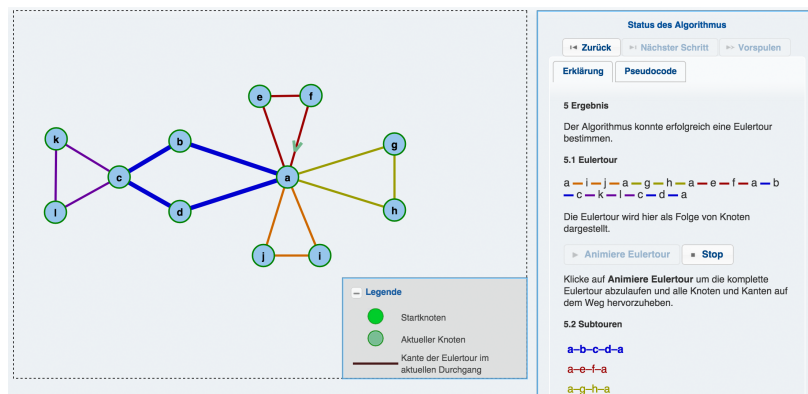 Status des Algorithmus
Zurück Nächster Schritt Vorspulen
Erklärung Pseudocode
5 Ergebnis
Der Algorithmus konnte erfolgreich eine Eulertour
bestimmen.
5.1 Eulertour
a — i — j — a — g — h — a — e — f — a — b
— c — k — l — c — d — a
Die Eulertour wird hier als Folge von Knoten
dargestellt.
Animiere Eulertour Stop
Klicke auf Animiere Eulertour um die komplette
Eulertour abzulaufen und alle Knoten und Kanten auf
dem Weg hervorzuheben.
5.2 Subtouren
a–b–c–d–a
a–e–f–a
a–g–h–a
e f
k b g
c a
l d h
j i
Legende
Startknoten
Aktueller Knoten
Kante der Eulertour im
aktuellen Durchgang